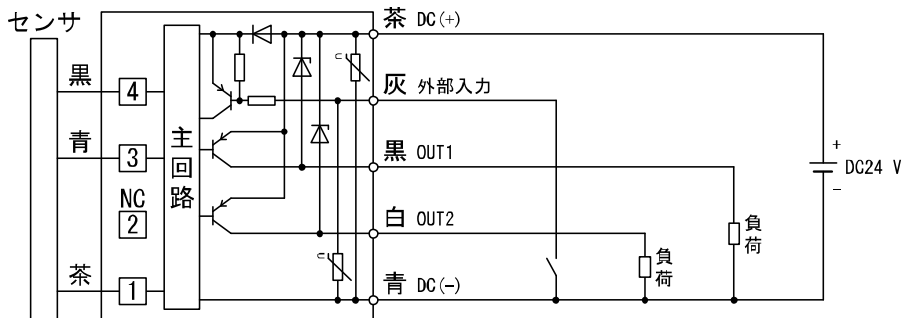 センサ
茶 DC(+)
黒
4
灰 外部入力
青
3
主回路
黒 OUT1
+
DC24 V
-
NC
2
白 OUT2
負荷
負荷
茶
1
青 DC(-)